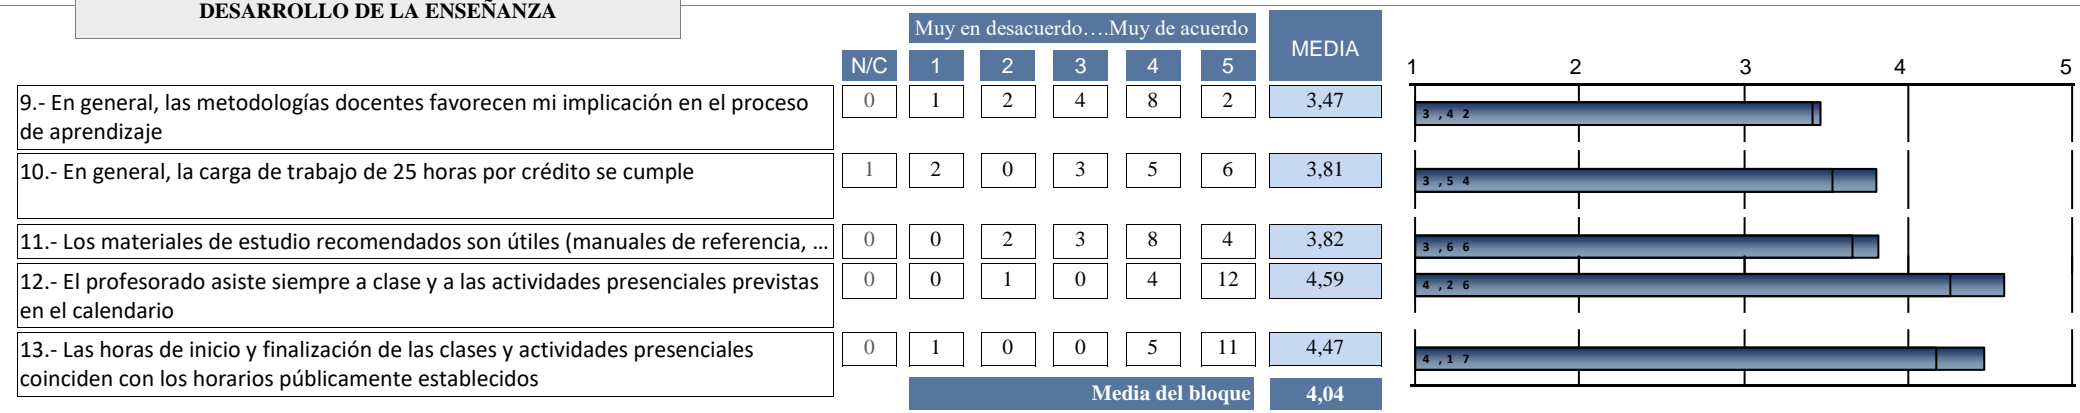 DESARROLLO DE LA ENSEÑANZA
Muy en desacuerdo….Muy de acuerdo
MEDIA
N/C 1 2 3 4 5
1 2 3 4 5
9.- En general, las metodologías docentes favorecen mi implicación en el proceso
de aprendizaje
0 1 2 4 8 2 3,47
3,42
10.- En general, la carga de trabajo de 25 horas por crédito se cumple
1 2 0 3 5 6 3,81
3,54
11.- Los materiales de estudio recomendados son útiles (manuales de referencia, ...
0 0 2 3 8 4 3,82
3,66
12.- El profesorado asiste siempre a clase y a las actividades presenciales previstas
en el calendario
0 0 1 0 4 12 4,59
4,26
13.- Las horas de inicio y finalización de las clases y actividades presenciales
coinciden con los horarios públicamente establecidos
0 1 0 0 5 11 4,47
4,17
Media del bloque 4,04